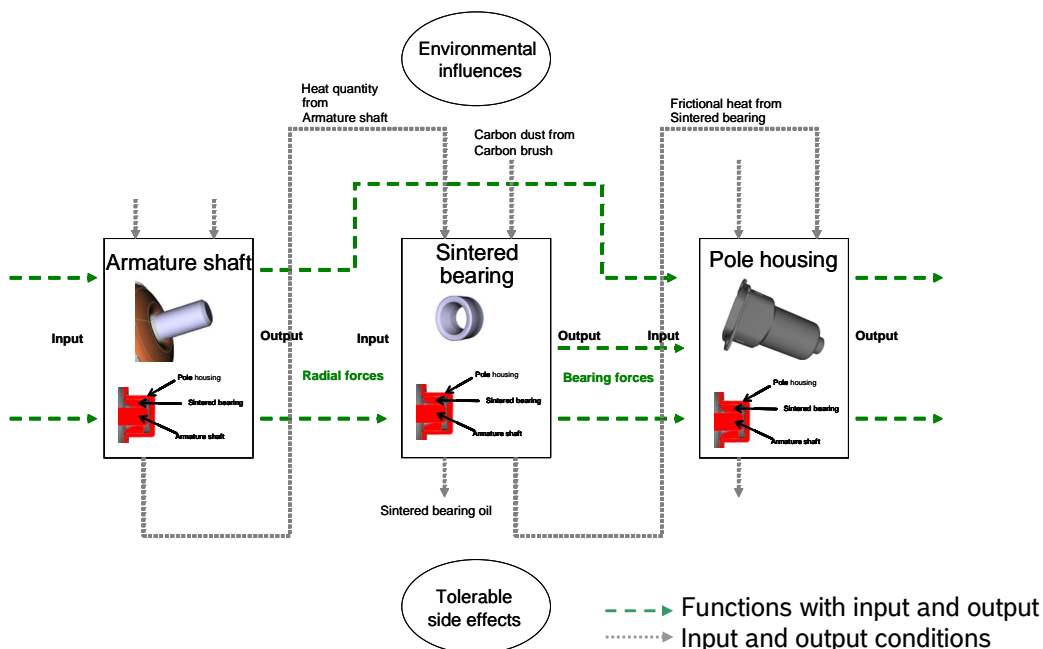 Environmental
influences
Heat quantity
from
Armature shaft
Carbon dust from
Carbon brush
Frictional heat from
Sintered bearing
Armature shaft
Sintered
bearing
Pole housing
Input
Output
Input
Output
Input
Output
Radial forces
Bearing forces
Pole housing
Sintered bearing
Armature shaft
Pole housing
Sintered bearing
Armature shaft
Pole housing
Sintered bearing
Armature shaft
Sintered bearing oil
Tolerable
side effects
Functions with input and output
Input and output conditions